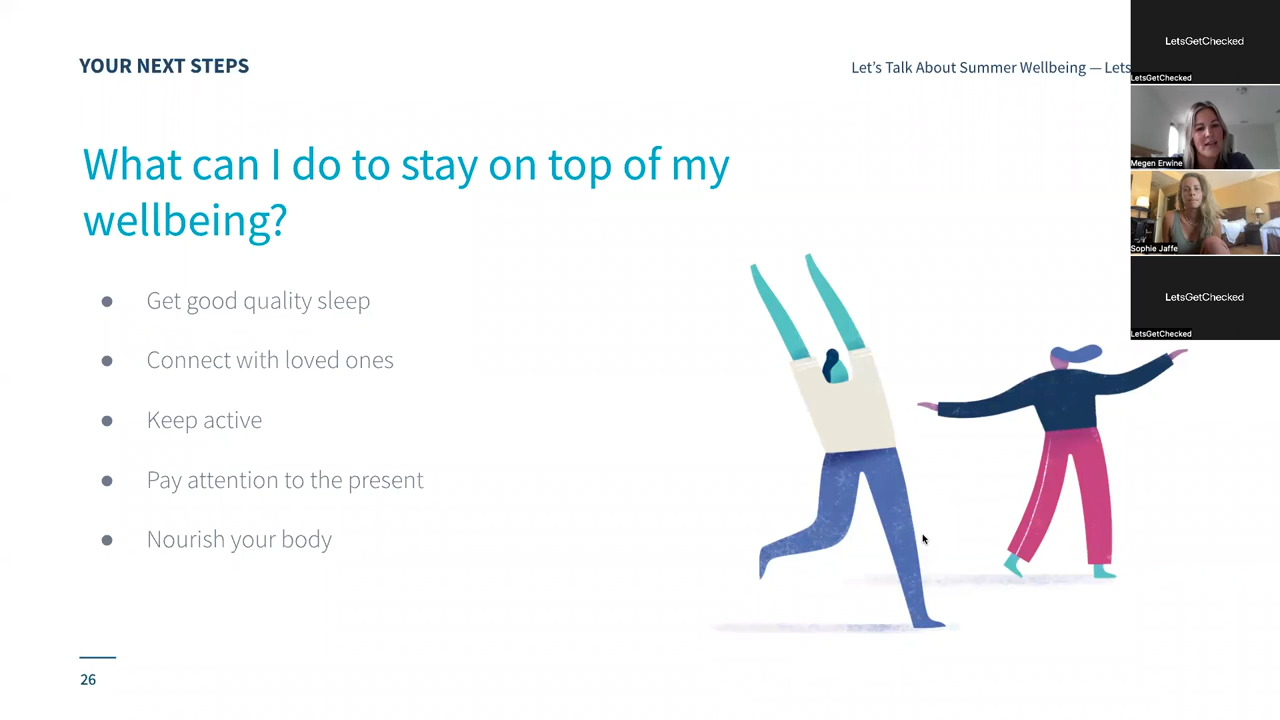 YOUR NEXT STEPS
Let's Talk About Summer Wellbeing — Lets
What can I do to stay on top of my
wellbeing?
● Get good quality sleep
● Connect with loved ones
● Keep active
● Pay attention to the present
● Nourish your body
26
LetsGetChecked
LetsGetChecked
Megen Erwine
Sophie Jaffe
LetsGetChecked
LetsGetChecked